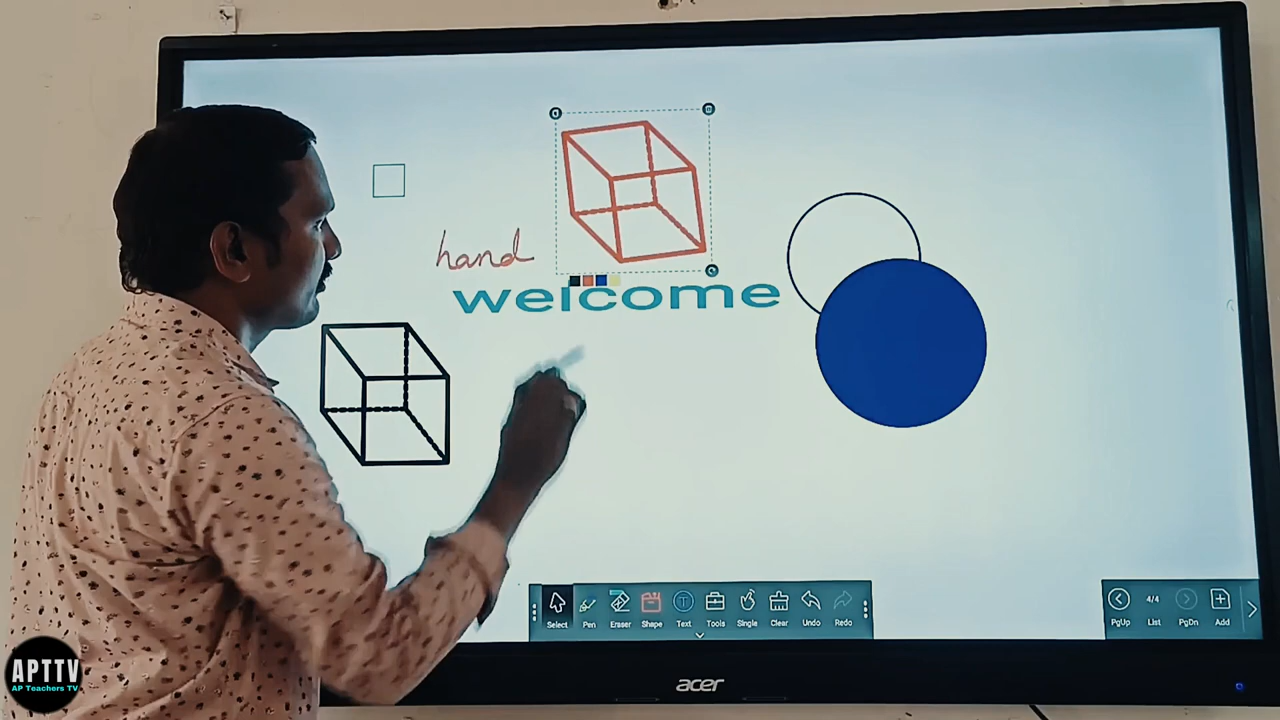 hand
welcome
Select Pen Eraser Shape Text Tools Single Clear Undo Redo
4/4
PgUp List PgDn Add
acer
APTTV
AP Teachers TV